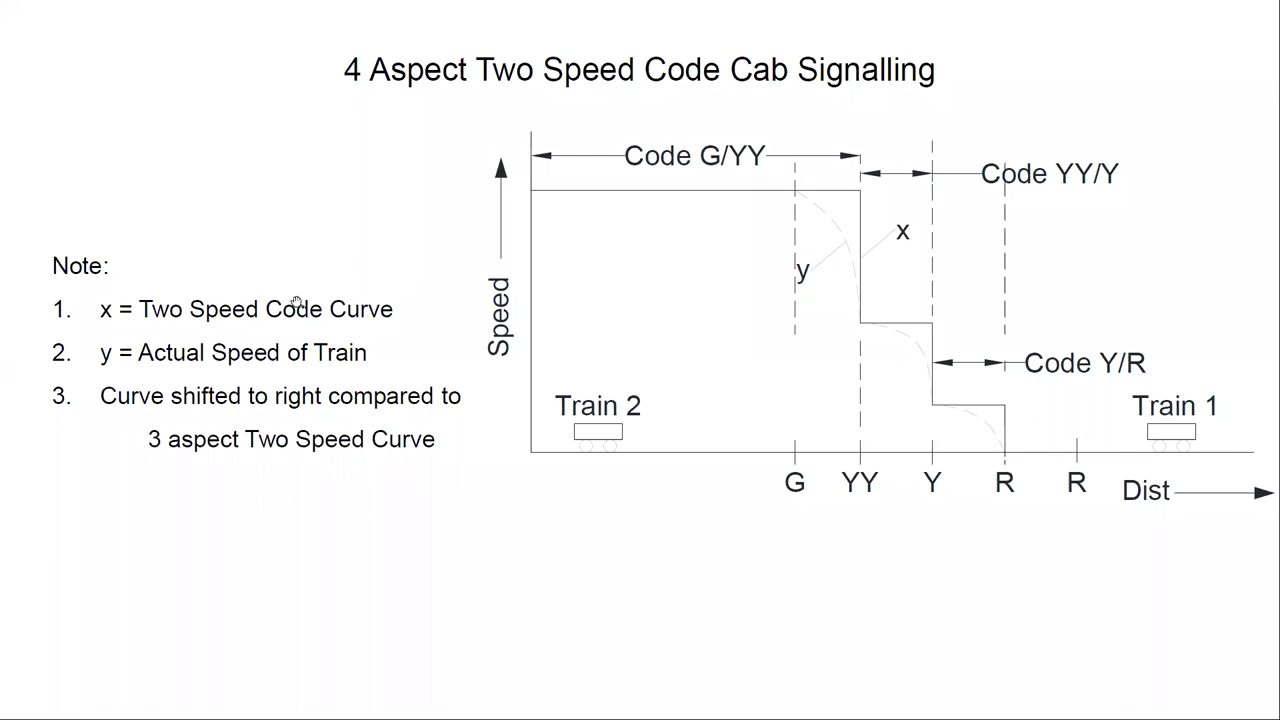 4 Aspect Two Speed Code Cab Signalling
Code G/YY
Code YY/Y
x
y
Speed
Note:
1. x = Two Speed Code Curve
2. y = Actual Speed of Train
3. Curve shifted to right compared to
3 aspect Two Speed Curve
Code Y/R
Train 2
Train 1
G YY Y R R Dist